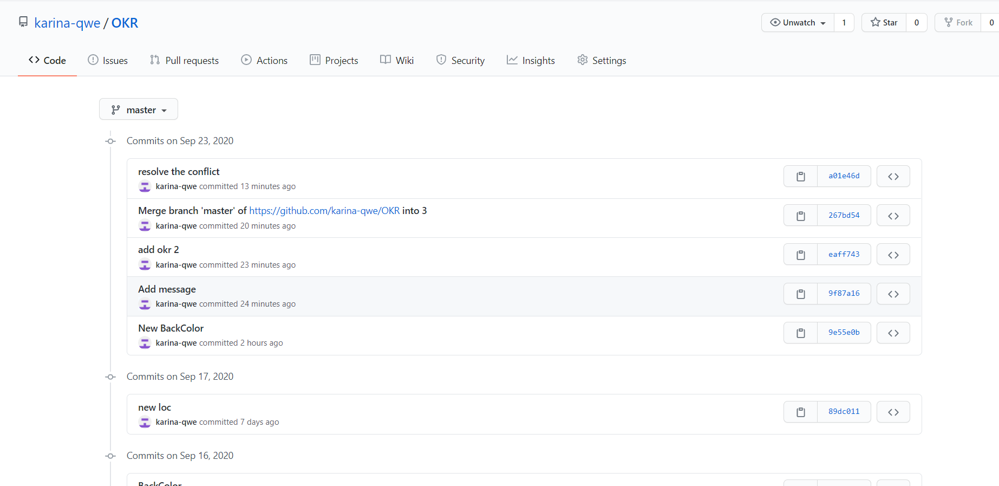 karina-qwe / OKR
Unwatch 1 Star 0 Fork 0
Code Issues Pull requests Actions Projects Wiki Security Insights Settings
master
Commits on Sep 23, 2020
resolve the conflict
karina-qwe committed 13 minutes ago
a01e46d
Merge branch 'master' of https://github.com/karina-qwe/OKR into 3
karina-qwe committed 20 minutes ago
267bd54
add okr 2
karina-qwe committed 23 minutes ago
eaff743
Add message
karina-qwe committed 24 minutes ago
9f87a16
New BackColor
karina-qwe committed 2 hours ago
9e55e0b
Commits on Sep 17, 2020
new loc
karina-qwe committed 7 days ago
89dc011
Commits on Sep 16, 2020
BackColor